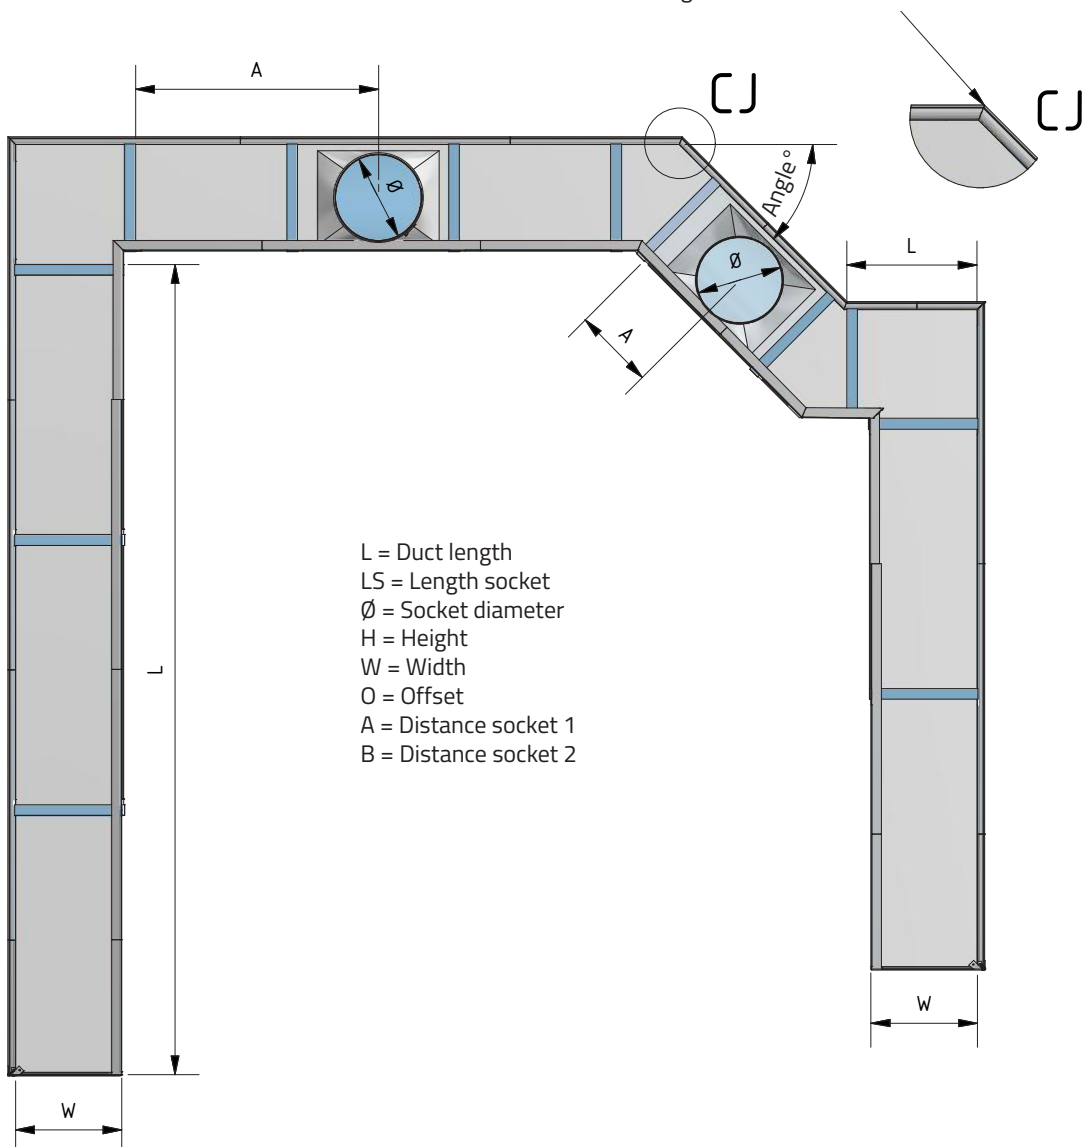 g
A
CJ
CJ
Ø
Angle°
L
Ø
A
L = Duct length
LS = Length socket
Ø = Socket diameter
H = Height
W = Width
O = Offset
A = Distance socket 1
B = Distance socket 2
L
W
W